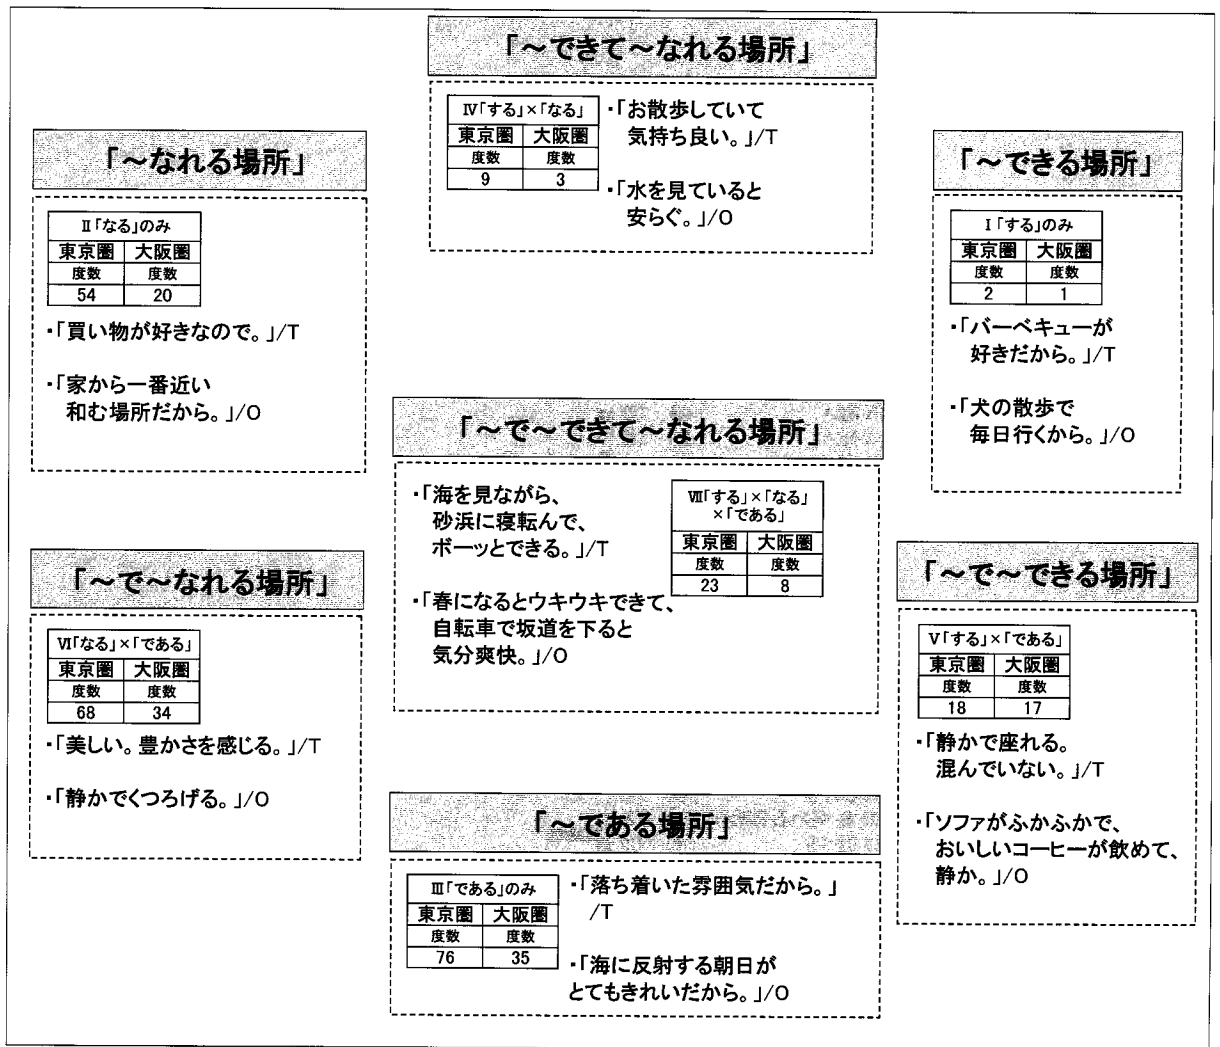 「～できて～なれる場所」
Ⅳ「する」×「なる」
東京圏 大阪圏
度数 度数
9 3
・「お散歩していて
気持ち良い。」/T
・「水を見ていると
安らぐ。」/O
「～なれる場所」
Ⅱ「なる」のみ
東京圏 大阪圏
度数 度数
54 20
・「買い物が好きなので。」/T
・「家から一番近い
和む場所だから。」/O
「～できる場所」
Ⅰ「する」のみ
東京圏 大阪圏
度数 度数
2 1
・「バーベキューが
好きだから。」/T
・「犬の散歩で
毎日行くから。」/O
「～で～できて～なれる場所」
・「海を見ながら、
砂浜に寝転んで、
ボーッとできる。」/T
・「春になるとウキウキできて、
自転車で坂道を下ると
気分爽快。」/O
Ⅶ「する」×「なる」
×「である」
東京圏 大阪圏
度数 度数
23 8
「～で～なれる場所」
Ⅵ「なる」×「である」
東京圏 大阪圏
度数 度数
68 34
・「美しい。豊かさを感じる。」/T
・「静かでくつろげる。」/O
「～で～できる場所」
Ⅴ「する」×「である」
東京圏 大阪圏
度数 度数
18 17
・「静かで座れる。
混んでいない。」/T
・「ソファがふかふかで、
おいしいコーヒーが飲めて、
静か。」/O
「～である場所」
Ⅲ「である」のみ
東京圏 大阪圏
度数 度数
76 35
・「落ち着いた雰囲気だから。」
/T
・「海に反射する朝日が
とてもきれいだから。」/O